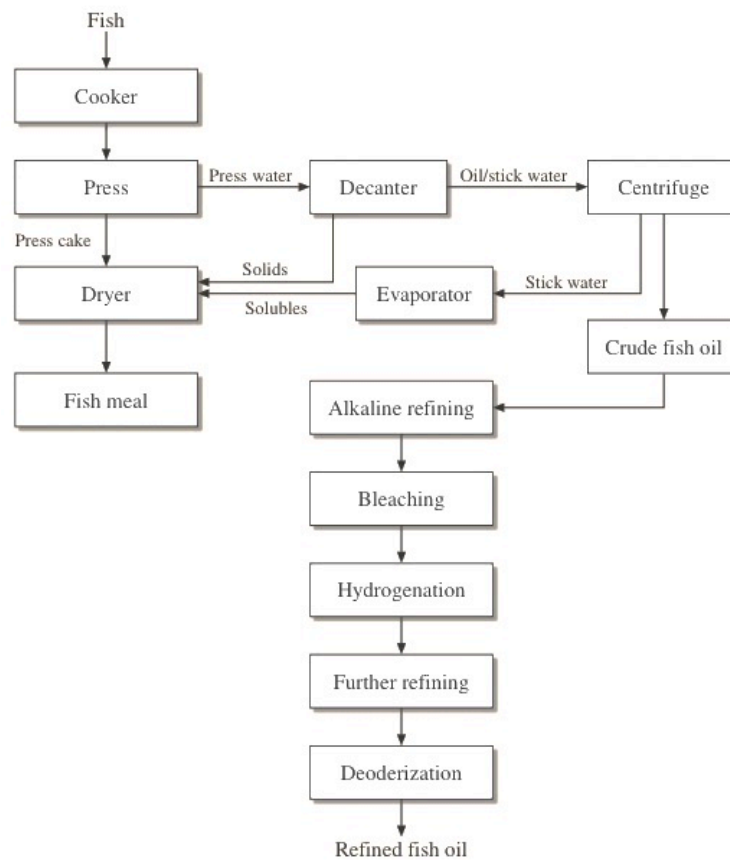 Fish
Cooker
Press
Press water
Decanter
Oil/stick water
Centrifuge
Press cake
Solids
Dryer
Solubles
Evaporator
Stick water
Crude fish oil
Fish meal
Alkaline refining
Bleaching
Hydrogenation
Further refining
Deoderization
Refined fish oil